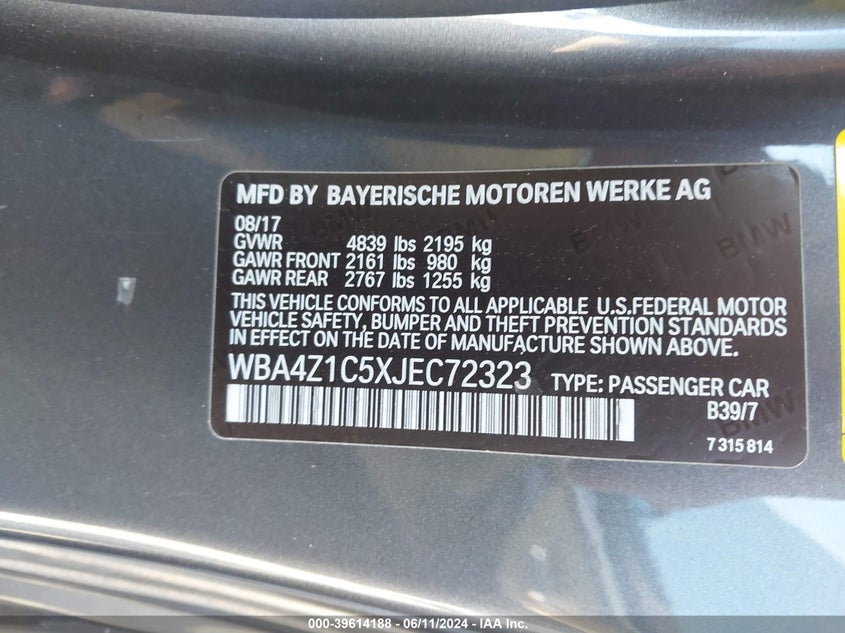 MFD BY BAYERISCHE MOTOREN WERKE AG
08/17
GVWR 4839 lbs 2195 kg
GAWR FRONT 2161 lbs 980 kg
GAWR REAR 2767 lbs 1255 kg
THIS VEHICLE CONFORMS TO ALL APPLICABLE U.S.FEDERAL MOTOR
VEHICLE SAFETY, BUMPER AND THEFT PREVENTION STANDARDS
IN EFFECT ON THE DATE OF MANUFACTURE SHOWN ABOVE.
WBA4Z1C5XJEC72323 TYPE: PASSENGER CAR
B39/7
7 315 814
BMW
BMW
000-39614188 - 06/11/2024 - IAA Inc.